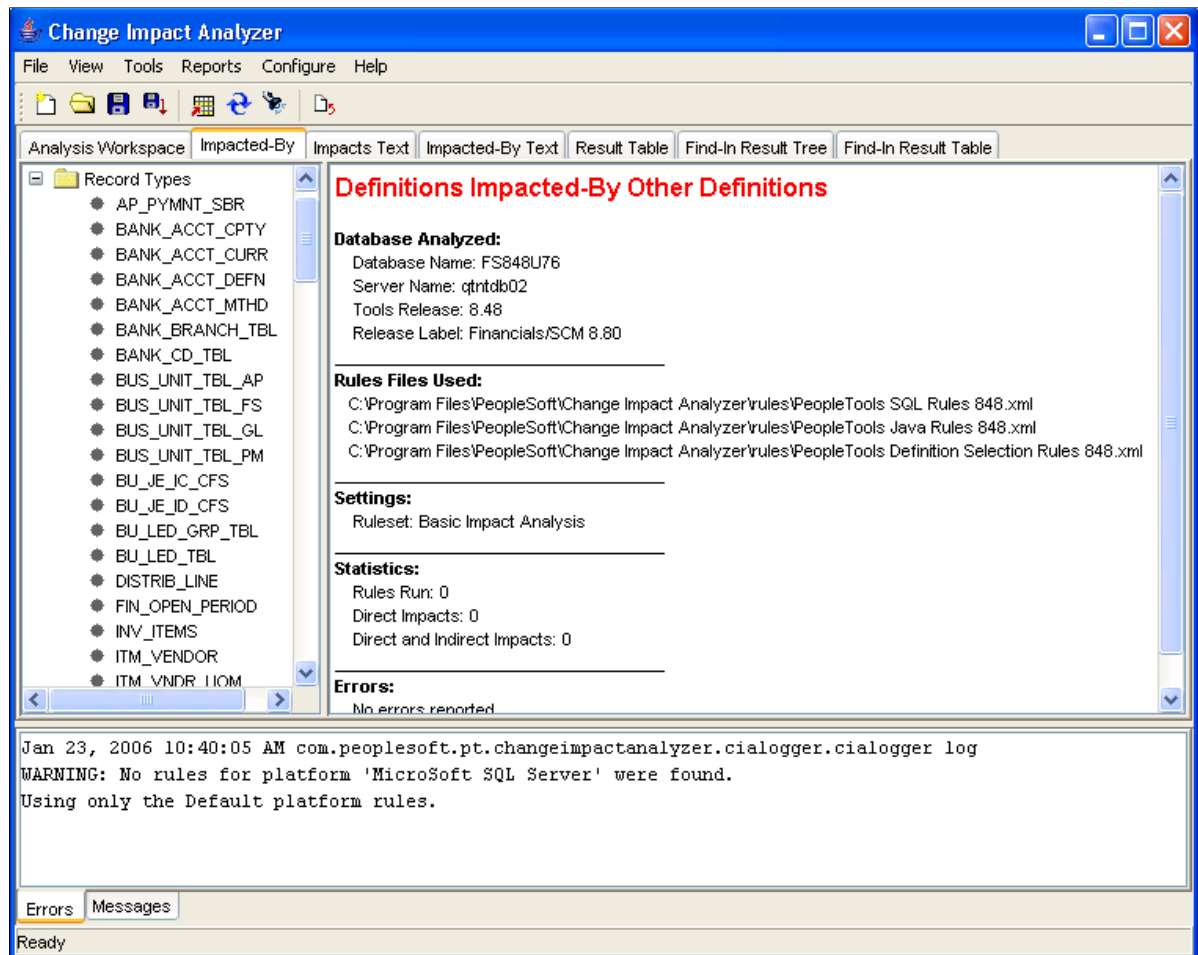 Change Impact Analyzer
File View Tools Reports Configure Help
Analysis Workspace Impacted-By Impacts Text Impacted-By Text Result Table Find-In Result Tree Find-In Result Table
Record Types
AP_PYMNT_SBR
BANK_ACCT_CPTY
BANK_ACCT_CURR
BANK_ACCT_DEFN
BANK_ACCT_MTHD
BANK_BRANCH_TBL
BANK_CD_TBL
BUS_UNIT_TBL_AP
BUS_UNIT_TBL_FS
BUS_UNIT_TBL_GL
BUS_UNIT_TBL_PM
BU_JE_IC_CFS
BU_JE_ID_CFS
BU_LED_GRP_TBL
BU_LED_TBL
DISTRIB_LINE
FIN_OPEN_PERIOD
INV_ITEMS
ITM_VENDOR
ITM_VNDR_UOM
Definitions Impacted-By Other Definitions
Database Analyzed:
Database Name: FS848U76
Server Name: qtntdb02
Tools Release: 8.48
Release Label: Financials/SCM 8.80
Rules Files Used:
C:\Program Files\PeopleSoft\Change Impact Analyzer\rules\PeopleTools SQL Rules 848.xml
C:\Program Files\PeopleSoft\Change Impact Analyzer\rules\PeopleTools Java Rules 848.xml
C:\Program Files\PeopleSoft\Change Impact Analyzer\rules\PeopleTools Definition Selection Rules 848.xml
Settings:
Ruleset: Basic Impact Analysis
Statistics:
Rules Run: 0
Direct Impacts: 0
Direct and Indirect Impacts: 0
Errors:
No errors reported
Jan 23, 2006 10:40:05 AM com.peoplesoft.pt.changeimpactanalyzer.cialogger.cialogger log
WARNING: No rules for platform 'MicroSoft SQL Server' were found.
Using only the Default platform rules.
Errors Messages
Ready